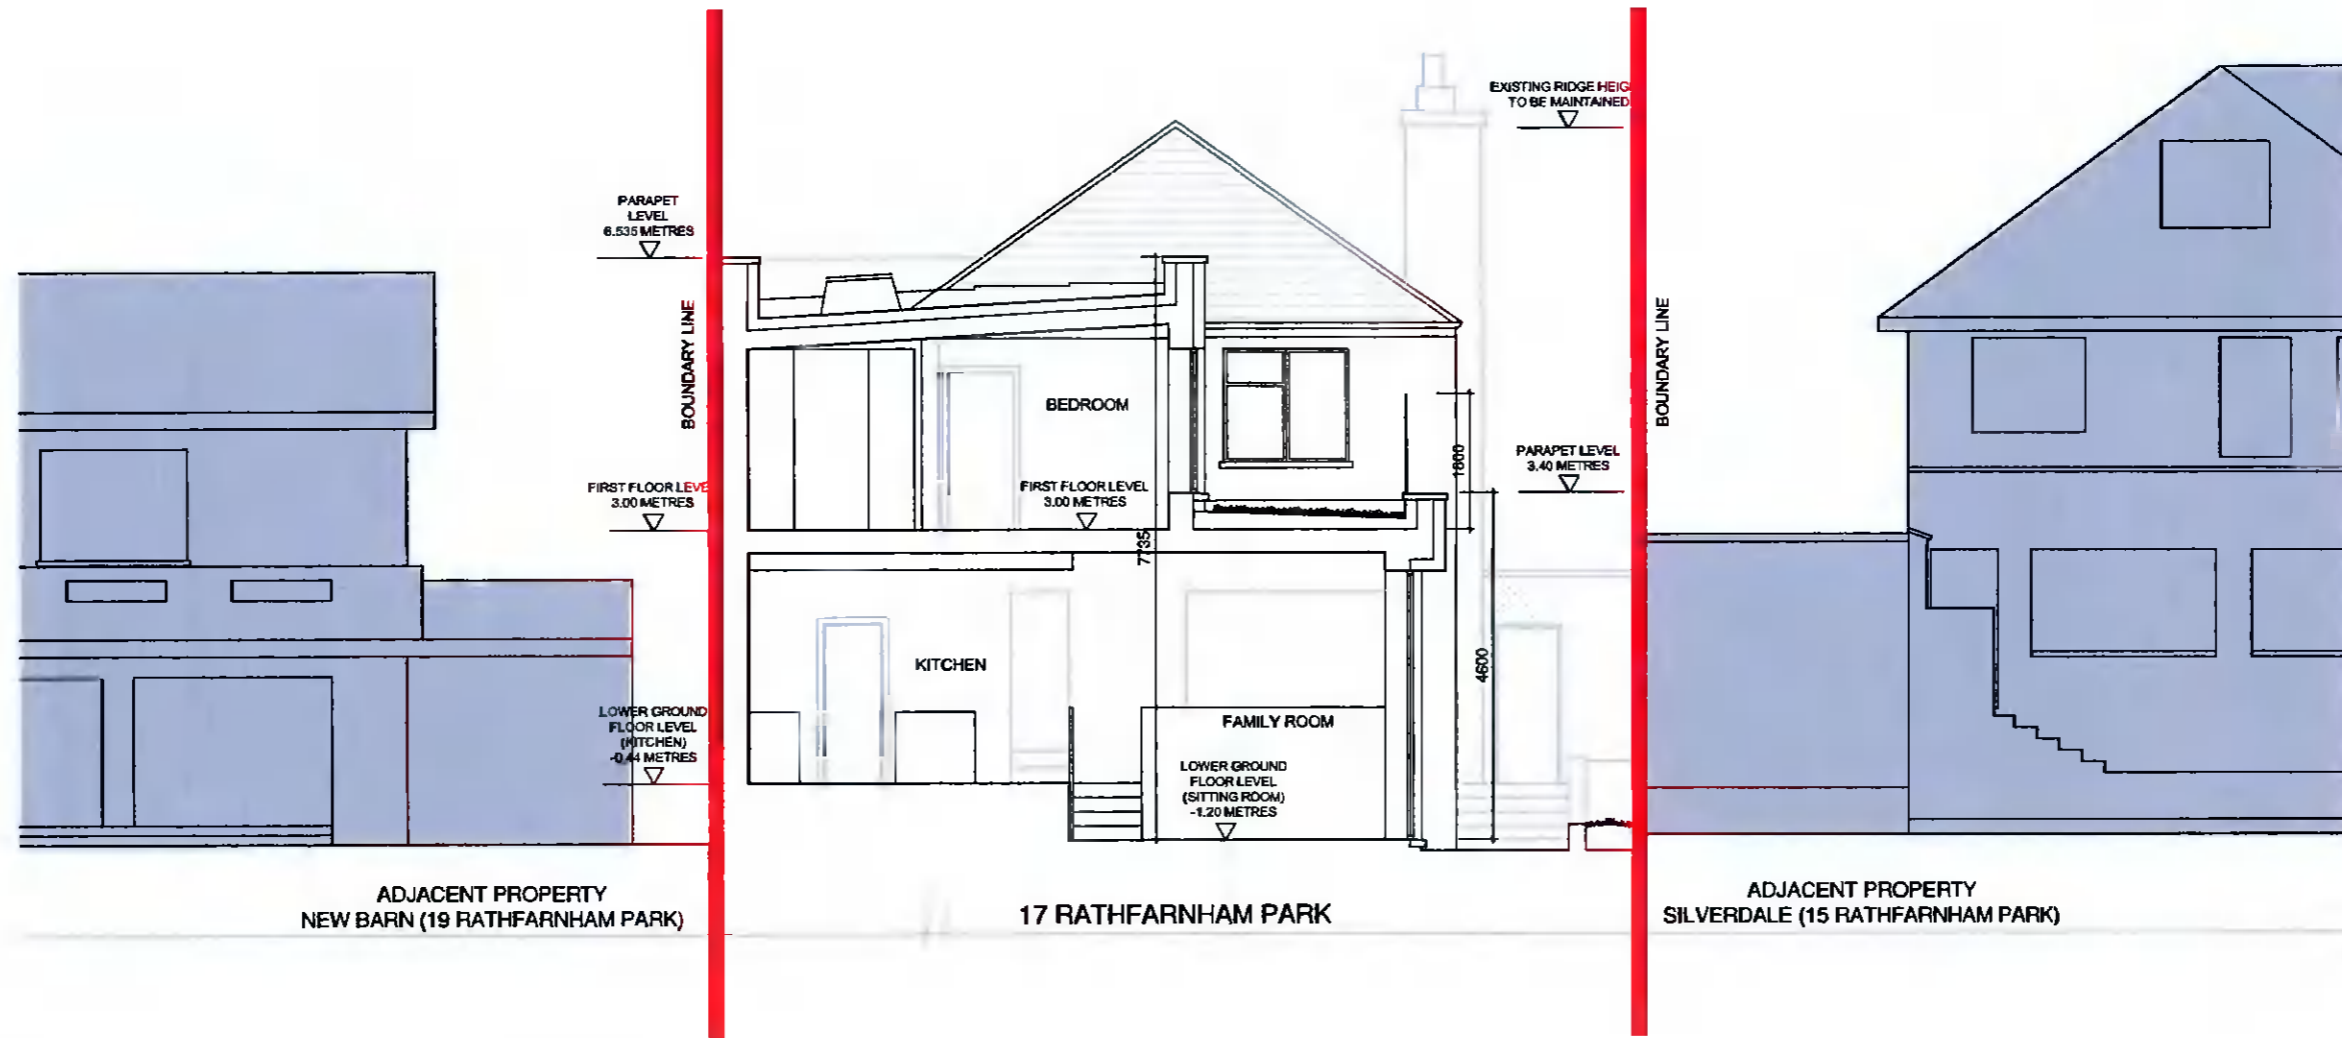 PARAPET
LEVEL
6.535 METRES
BOUNDARY LINE
FIRST FLOOR LEVE
3.00 METRES
LOWER GROUND
FLOOR LEVEL
(KITCHEN)
-0.44 METRES
ADJACENT PROPERTY
NEW BARN (19 RATHFARNHAM PARK)
BEDROOM
FIRST FLOOR LEVEL
3.00 METRES
7735
KITCHEN
FAMILY ROOM
LOWER GROUND
FLOOR LEVEL
(SITTING ROOM)
-1.20 METRES
17 RATHFARNHAM PARK
1800
4600
EXISTING RIDGE HEIG
TO BE MAINTAINED
PARAPET LEVEL
3.40 METRES
BOUNDARY LINE
ADJACENT PROPERTY
SILVERDALE (15 RATHFARNHAM PARK)